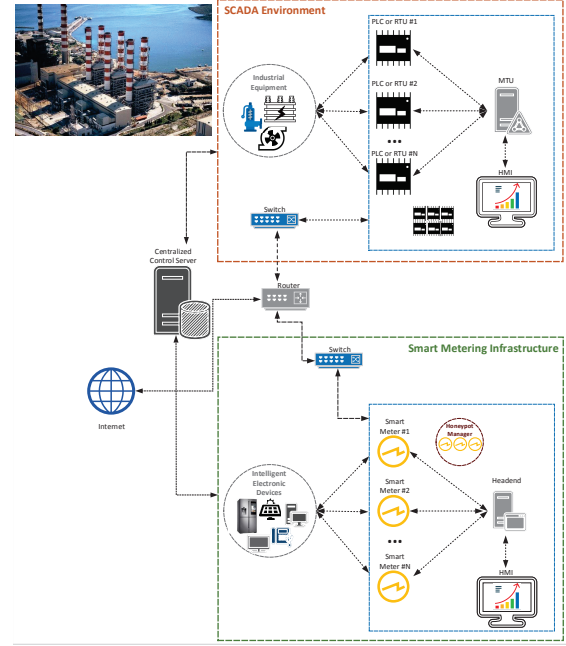 SCADA Environment
PLC or RTU #1
Industrial
Equipment
PLC or RTU #2
MTU
...
PLC or RTU #N
HMI
Switch
Centralized
Control Server
Router
Switch
Smart Metering Infrastructure
Internet
Smart
Meter #1
Honeypot
Manager
Intelligent
Electronic
Devices
Smart
Meter #2
Headend
...
Smart
Meter #N
HMI